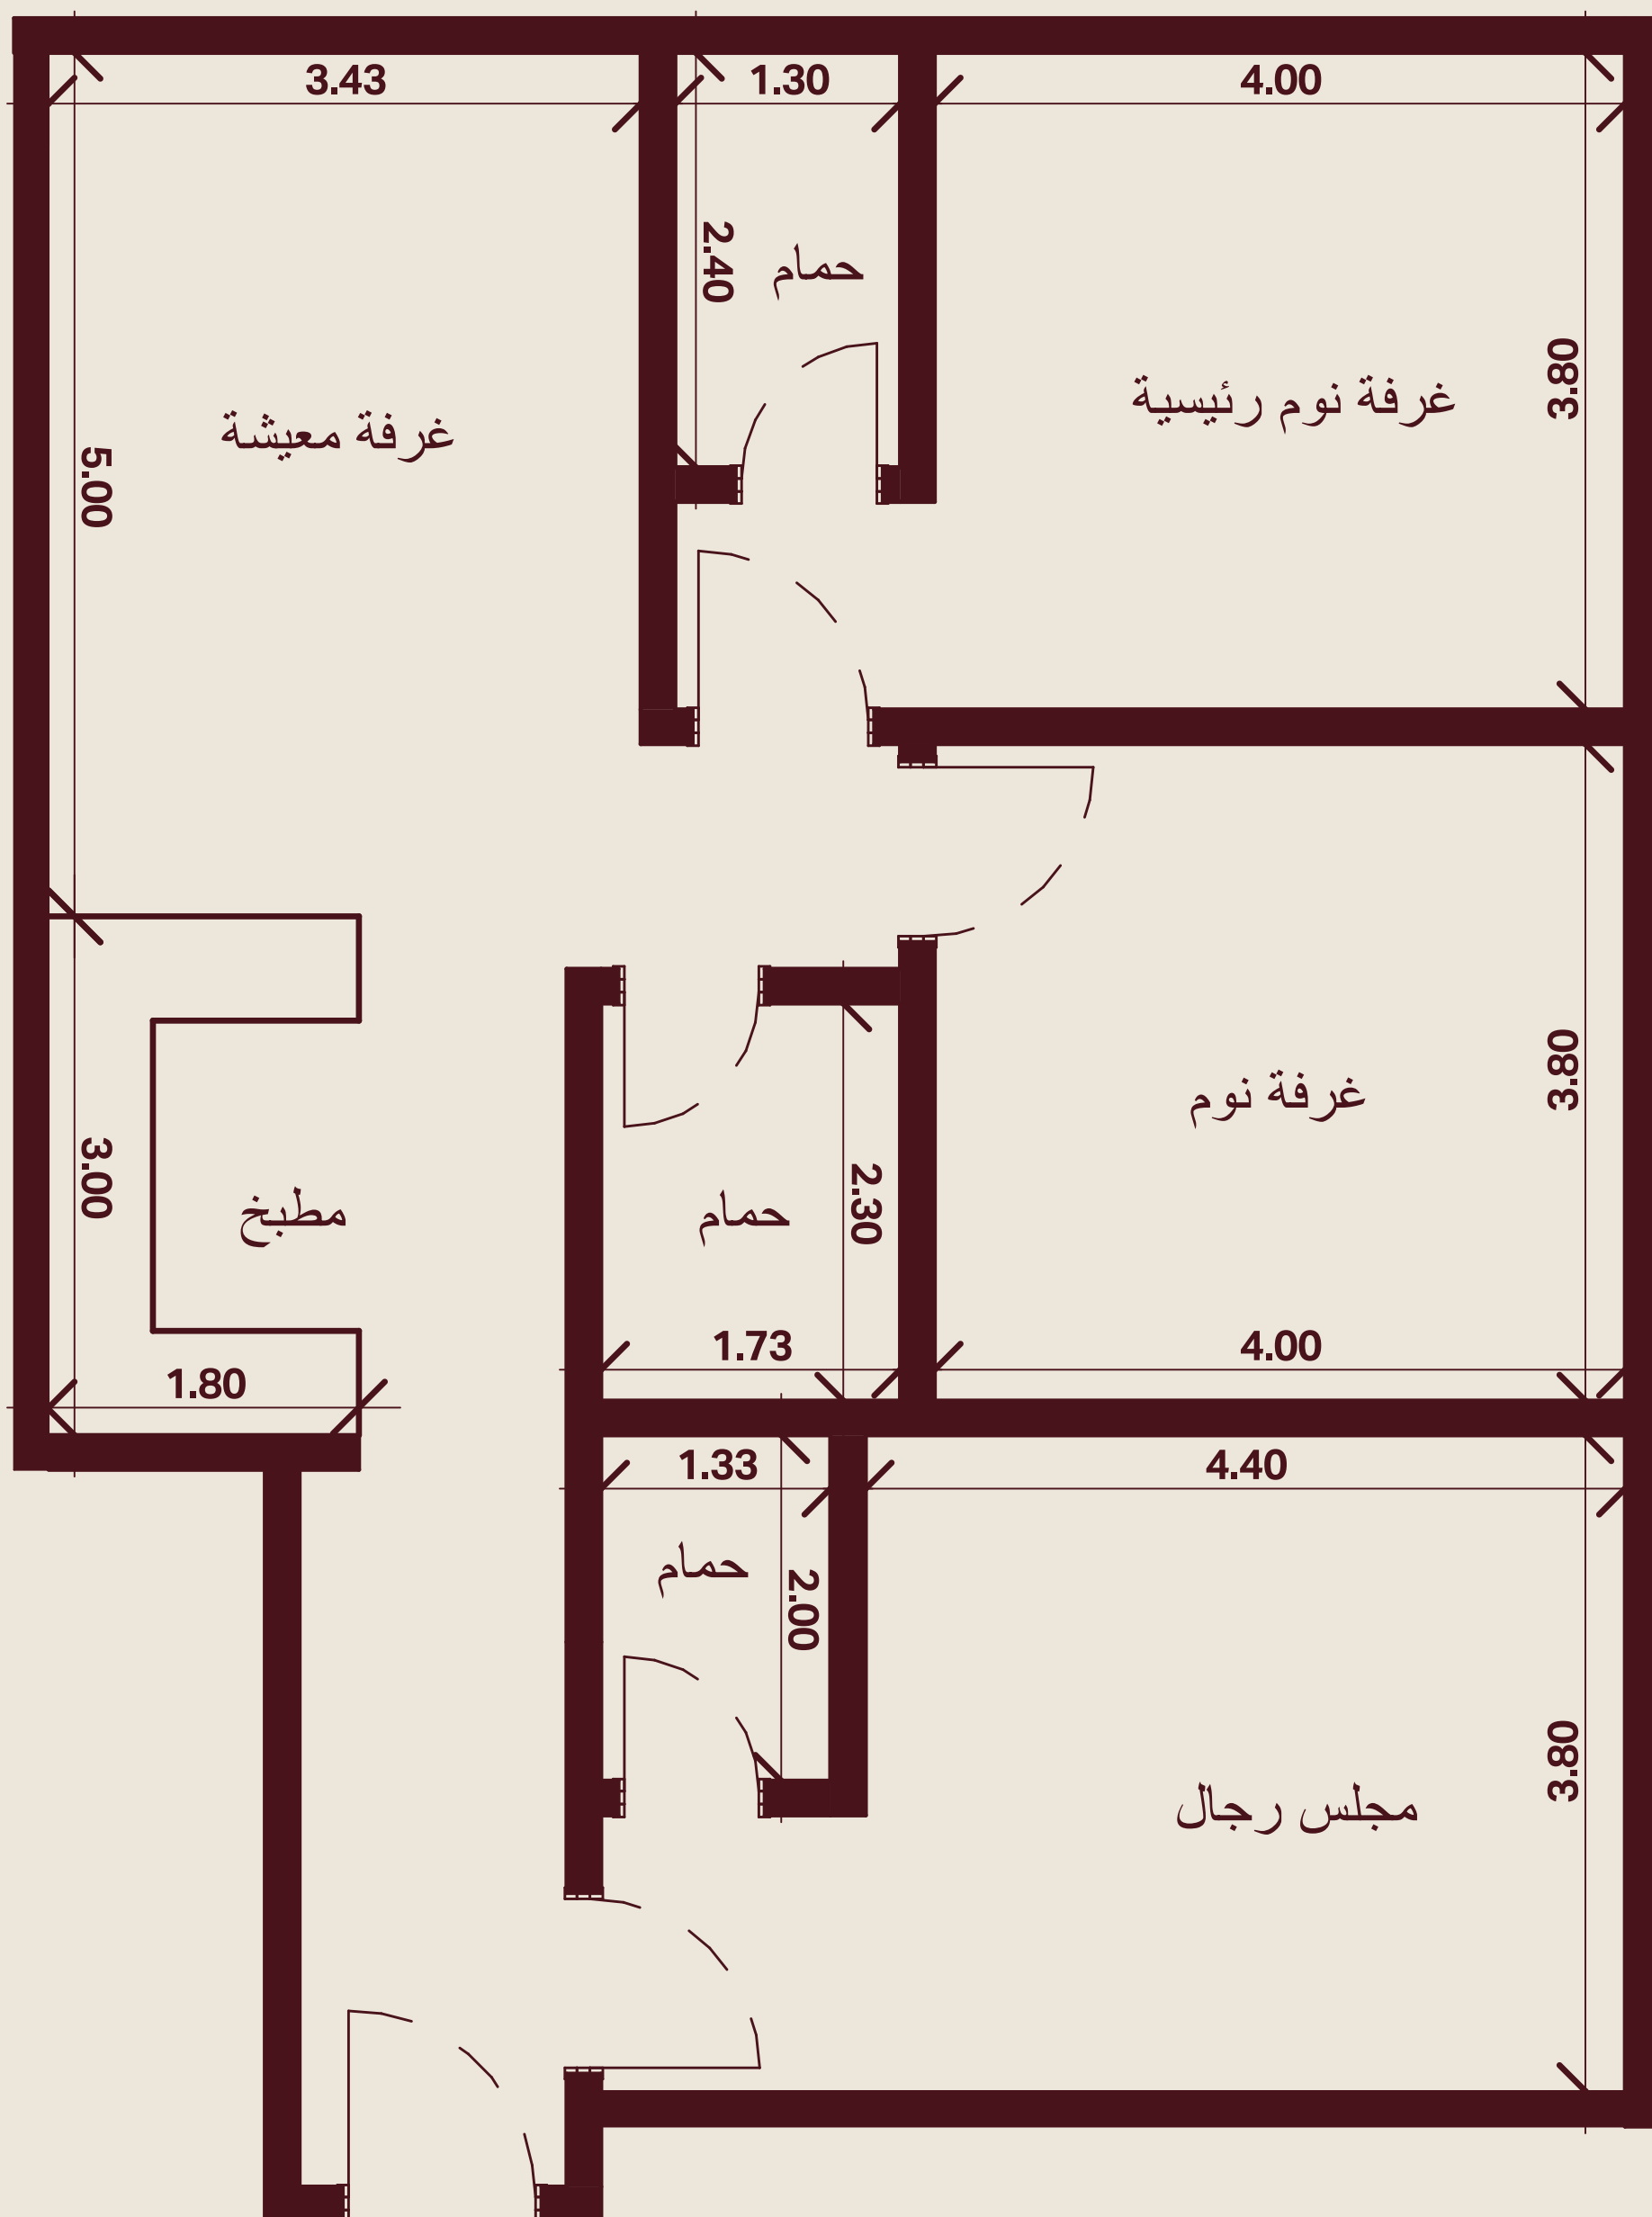 3.43
1.30
4.00
2.40
حمام
3.80
غرفة نوم رئيسية
غرفة معيشة
5.00
3.80
غرفة نوم
3.00
مطبخ
حمام
2.30
1.73
4.00
1.80
1.33
4.40
حمام
2.00
3.80
مجلس رجال